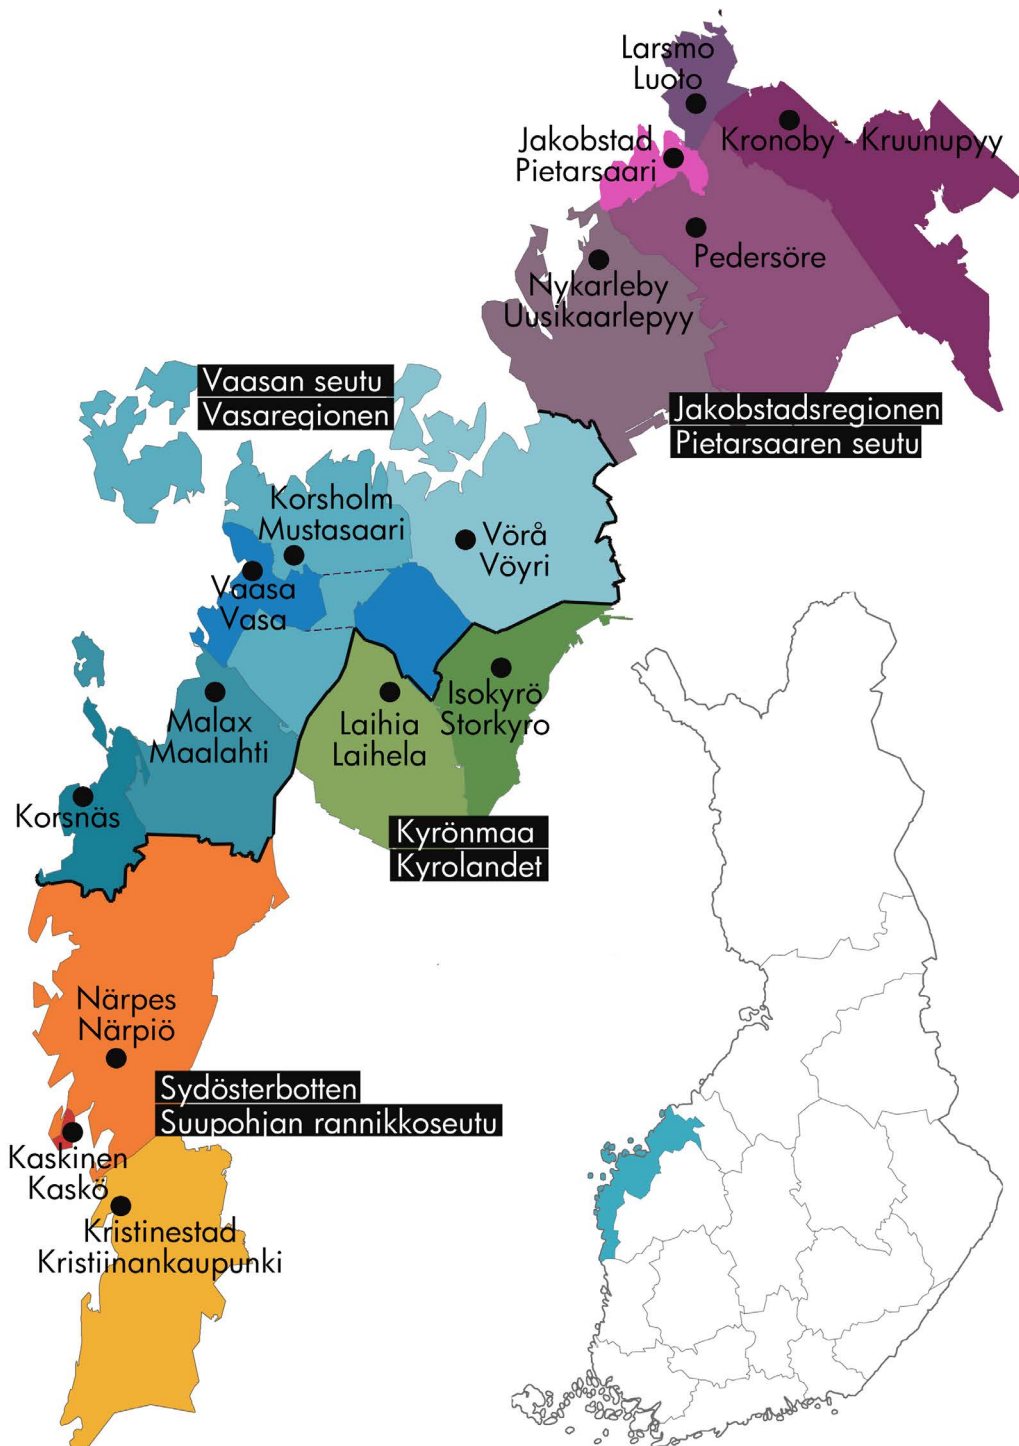 Larsmo
Luoto
Jakobstad
Pietarsaari
Kronoby - Kruunupyy
Pedersöre
Nykarleby
Uusikaarlepyy
Vaasan seutu
Vasaregionen
Jakobstadsregionen
Pietarsaaren seutu
Korsholm
Mustasaari
Vörå
Vöyri
Vaasa
Vasa
Isokyrö
Storkyro
Malax
Maalahti
Laihia
Laihela
Korsnäs
Kyrönmaa
Kyrolandet
Närpes
Närpiö
Sydösterbotten
Suupohjan rannikkoseutu
Kaskinen
Kaskö
Kristinestad
Kristiinankaupunki